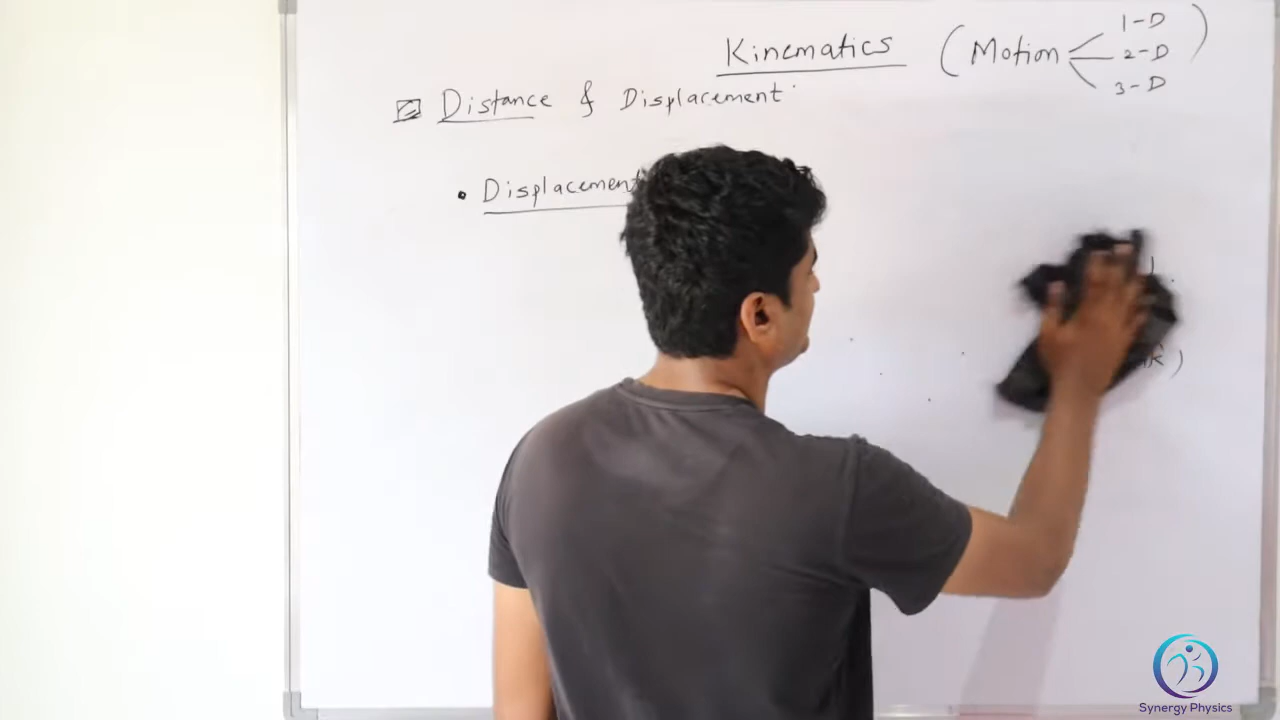 Kinematics (Motion 1-D
2-D
3-D )
Distance & Displacement
• Displacement
)
k )
Synergy Physics